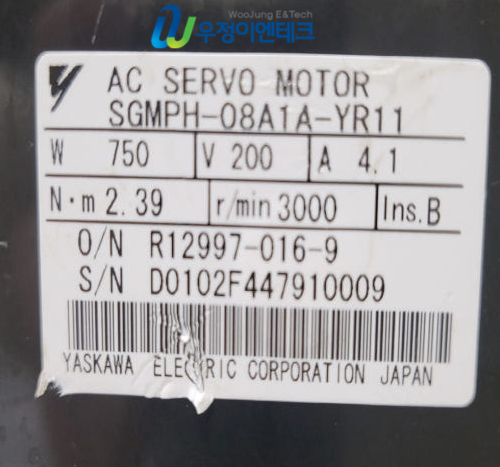 WooJung E&Tech
우정이엔테크
AC SERVO MOTOR
SGMPH-08A1A-YR11
W 750 V 200 A 4.1
N・m 2.39 r/min 3000 Ins.B
O/N R12997-016-9
S/N D0102F447910009
YASKAWA ELECTRIC CORPORATION JAPAN